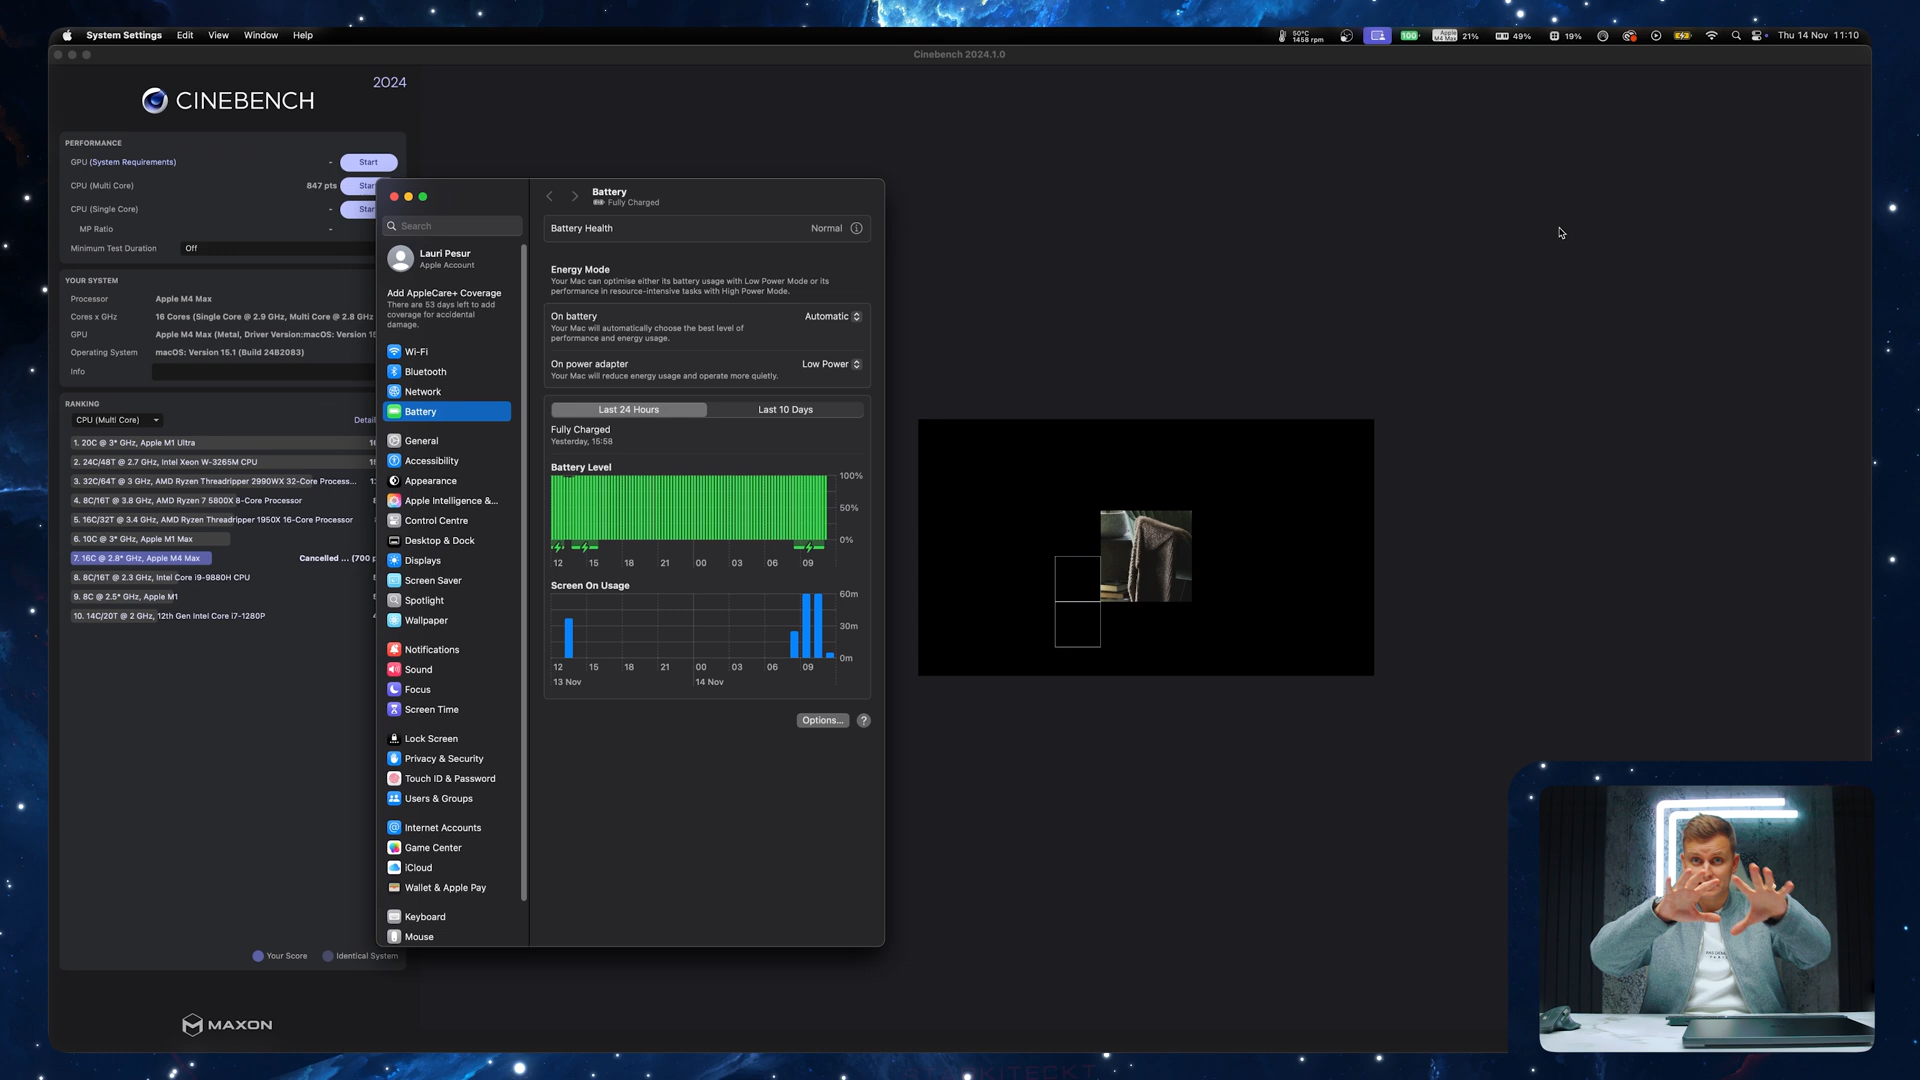 System Settings Edit View Window Help
50°C
1458 rpm
100
Apple
M4 Max 21%
49%
19%
Thu 14 Nov 11:10
Cinebench 2024.1.0
2024
CINEBENCH
PERFORMANCE
GPU (System Requirements) - Start
CPU (Multi Core) 847 pts Start
CPU (Single Core) - Start
MP Ratio -
Minimum Test Duration Off
YOUR SYSTEM
Processor Apple M4 Max
Cores x GHz 16 Cores (Single Core @ 2.9 GHz, Multi Core @ 2.8 GHz
GPU Apple M4 Max (Metal, Driver Version:macOS: Version 15
Operating System macOS: Version 15.1 (Build 24B2083)
Info
RANKING
CPU (Multi Core) Detail
1. 20C @ 3* GHz, Apple M1 Ultra
2. 24C/48T @ 2.7 GHz, Intel Xeon W-3265M CPU
3. 32C/64T @ 3 GHz, AMD Ryzen Threadripper 2990WX 32-Core Process...
4. 8C/16T @ 3.8 GHz, AMD Ryzen 7 5800X 8-Core Processor
5. 16C/32T @ 3.4 GHz, AMD Ryzen Threadripper 1950X 16-Core Processor
6. 10C @ 3* GHz, Apple M1 Max
7. 16C @ 2.8* GHz, Apple M4 Max Cancelled ... (700 p
8. 8C/16T @ 2.3 GHz, Intel Core i9-9880H CPU
9. 8C @ 2.5* GHz, Apple M1
10. 14C/20T @ 2 GHz, 12th Gen Intel Core i7-1280P
Your Score Identical System
MAXON
Search
Lauri Pesur
Apple Account
Add AppleCare+ Coverage
There are 53 days left to add
coverage for accidental
damage.
Wi-Fi
Bluetooth
Network
Battery
General
Accessibility
Appearance
Apple Intelligence &...
Control Centre
Desktop & Dock
Displays
Screen Saver
Spotlight
Wallpaper
Notifications
Sound
Focus
Screen Time
Lock Screen
Privacy & Security
Touch ID & Password
Users & Groups
Internet Accounts
Game Center
iCloud
Wallet & Apple Pay
Keyboard
Mouse
Battery
Fully Charged
Battery Health Normal
Energy Mode
Your Mac can optimise either its battery usage with Low Power Mode or its
performance in resource-intensive tasks with High Power Mode.
On battery Automatic
Your Mac will automatically choose the best level of
performance and energy usage.
On power adapter Low Power
Your Mac will reduce energy usage and operate more quietly.
Last 24 Hours Last 10 Days
Fully Charged
Yesterday, 15:58
Battery Level
100%
50%
0%
12 15 18 21 00 03 06 09
Screen On Usage
60m
30m
0m
12 15 18 21 00 03 06 09
13 Nov 14 Nov
Options... ?